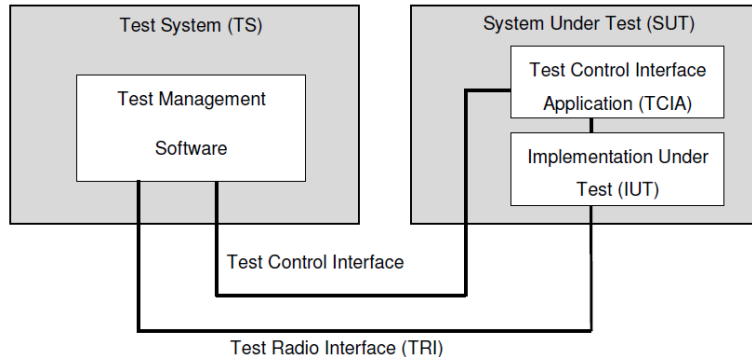 Test System (TS)
Test Management
Software
System Under Test (SUT)
Test Control Interface
Application (TCIA)
Implementation Under
Test (IUT)
Test Control Interface
Test Radio Interface (TRI)